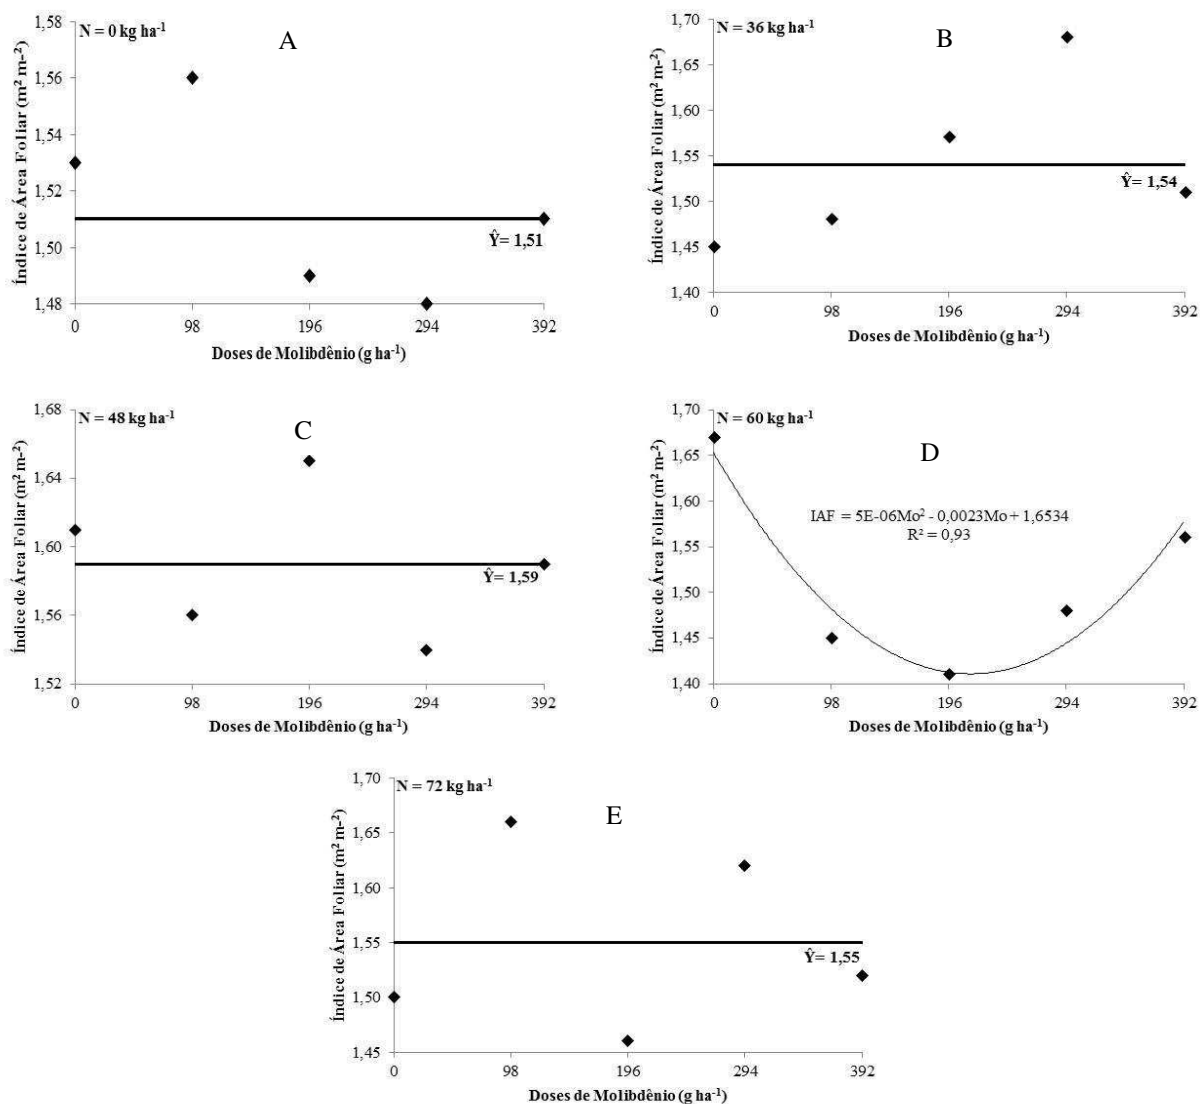 N = 0 kg ha⁻¹
A
Índice de Área Foliar (m² m-²)
1,58
1,56
1,54
1,52
1,50
1,48
Ŷ= 1,51
0 98 196 294 392
Doses de Molibdênio (g ha⁻¹)
N = 36 kg ha⁻¹
B
Índice de Área Foliar (m² m-²)
1,70
1,65
1,60
1,55
1,50
1,45
1,40
Ŷ= 1,54
0 98 196 294 392
Doses de Molibdênio (g ha⁻¹)
N = 48 kg ha⁻¹
C
Índice de Área Foliar (m² m-²)
1,68
1,64
1,60
1,56
1,52
Ŷ= 1,59
0 98 196 294 392
Doses de Molibdênio (g ha⁻¹)
N = 60 kg ha⁻¹
D
Índice de Área Foliar (m² m-²)
1,70
1,65
1,60
1,55
1,50
1,45
1,40
IAF = 5E-06Mo² - 0,0023Mo + 1,6534
R² = 0,93
0 98 196 294 392
Doses de Molibdênio (g ha⁻¹)
N = 72 kg ha⁻¹
E
Índice de Área Foliar (m² m-²)
1,70
1,65
1,60
1,55
1,50
1,45
Ŷ= 1,55
0 98 196 294 392
Doses de Molibdênio (g ha⁻¹)